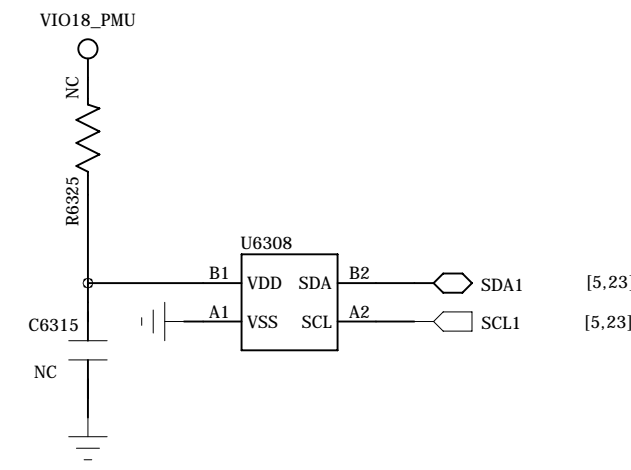 VIO18_PMU
NC
R6325
U6308
B1 VDD SDA B2 SDA1 [5,23]
A1 VSS SCL A2 SCL1 [5,23]
C6315
NC